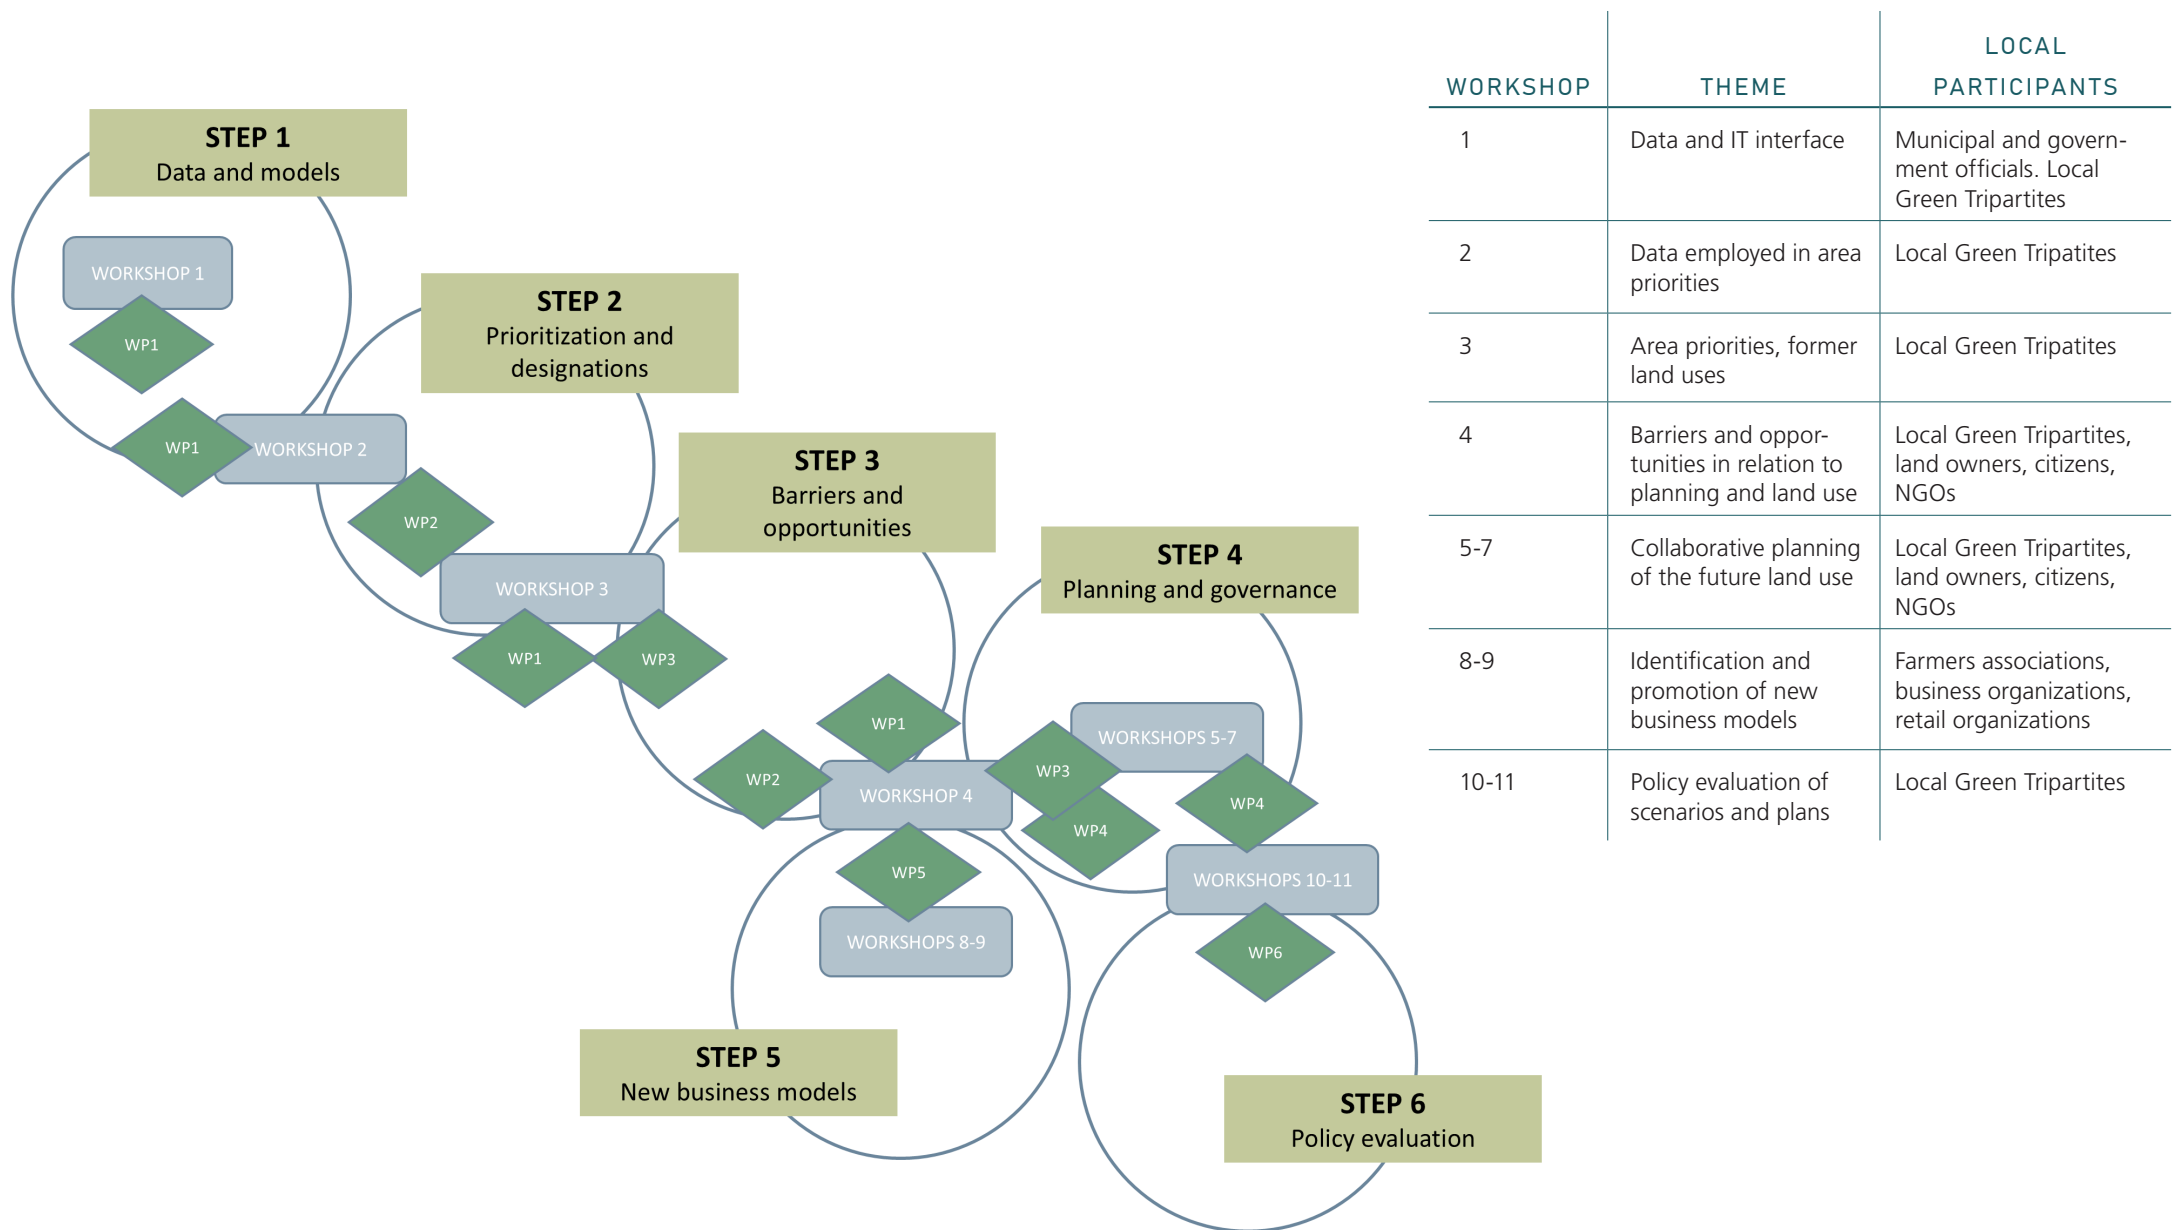 STEP 1
Data and models
WORKSHOP 1
WP1
WP1
WORKSHOP 2
STEP 2
Prioritization and
designations
WP2
WORKSHOP 3
WP1
WP3
STEP 3
Barriers and
opportunities
WP1
WP2
WORKSHOP 4
STEP 4
Planning and governance
WORKSHOPS 5-7
WP3
WP4
WP4
WORKSHOPS 10-11
WP5
WORKSHOPS 8-9
WP6
STEP 5
New business models
STEP 6
Policy evaluation
WORKSHOP
THEME
LOCAL
PARTICIPANTS
1
Data and IT interface
Municipal and govern-
ment officials. Local
Green Tripartites
2
Data employed in area
priorities
Local Green Tripatites
3
Area priorities, former
land uses
Local Green Tripatites
4
Barriers and oppor-
tunities in relation to
planning and land use
Local Green Tripartites,
land owners, citizens,
NGOs
5-7
Collaborative planning
of the future land use
Local Green Tripartites,
land owners, citizens,
NGOs
8-9
Identification and
promotion of new
business models
Farmers associations,
business organizations,
retail organizations
10-11
Policy evaluation of
scenarios and plans
Local Green Tripartites